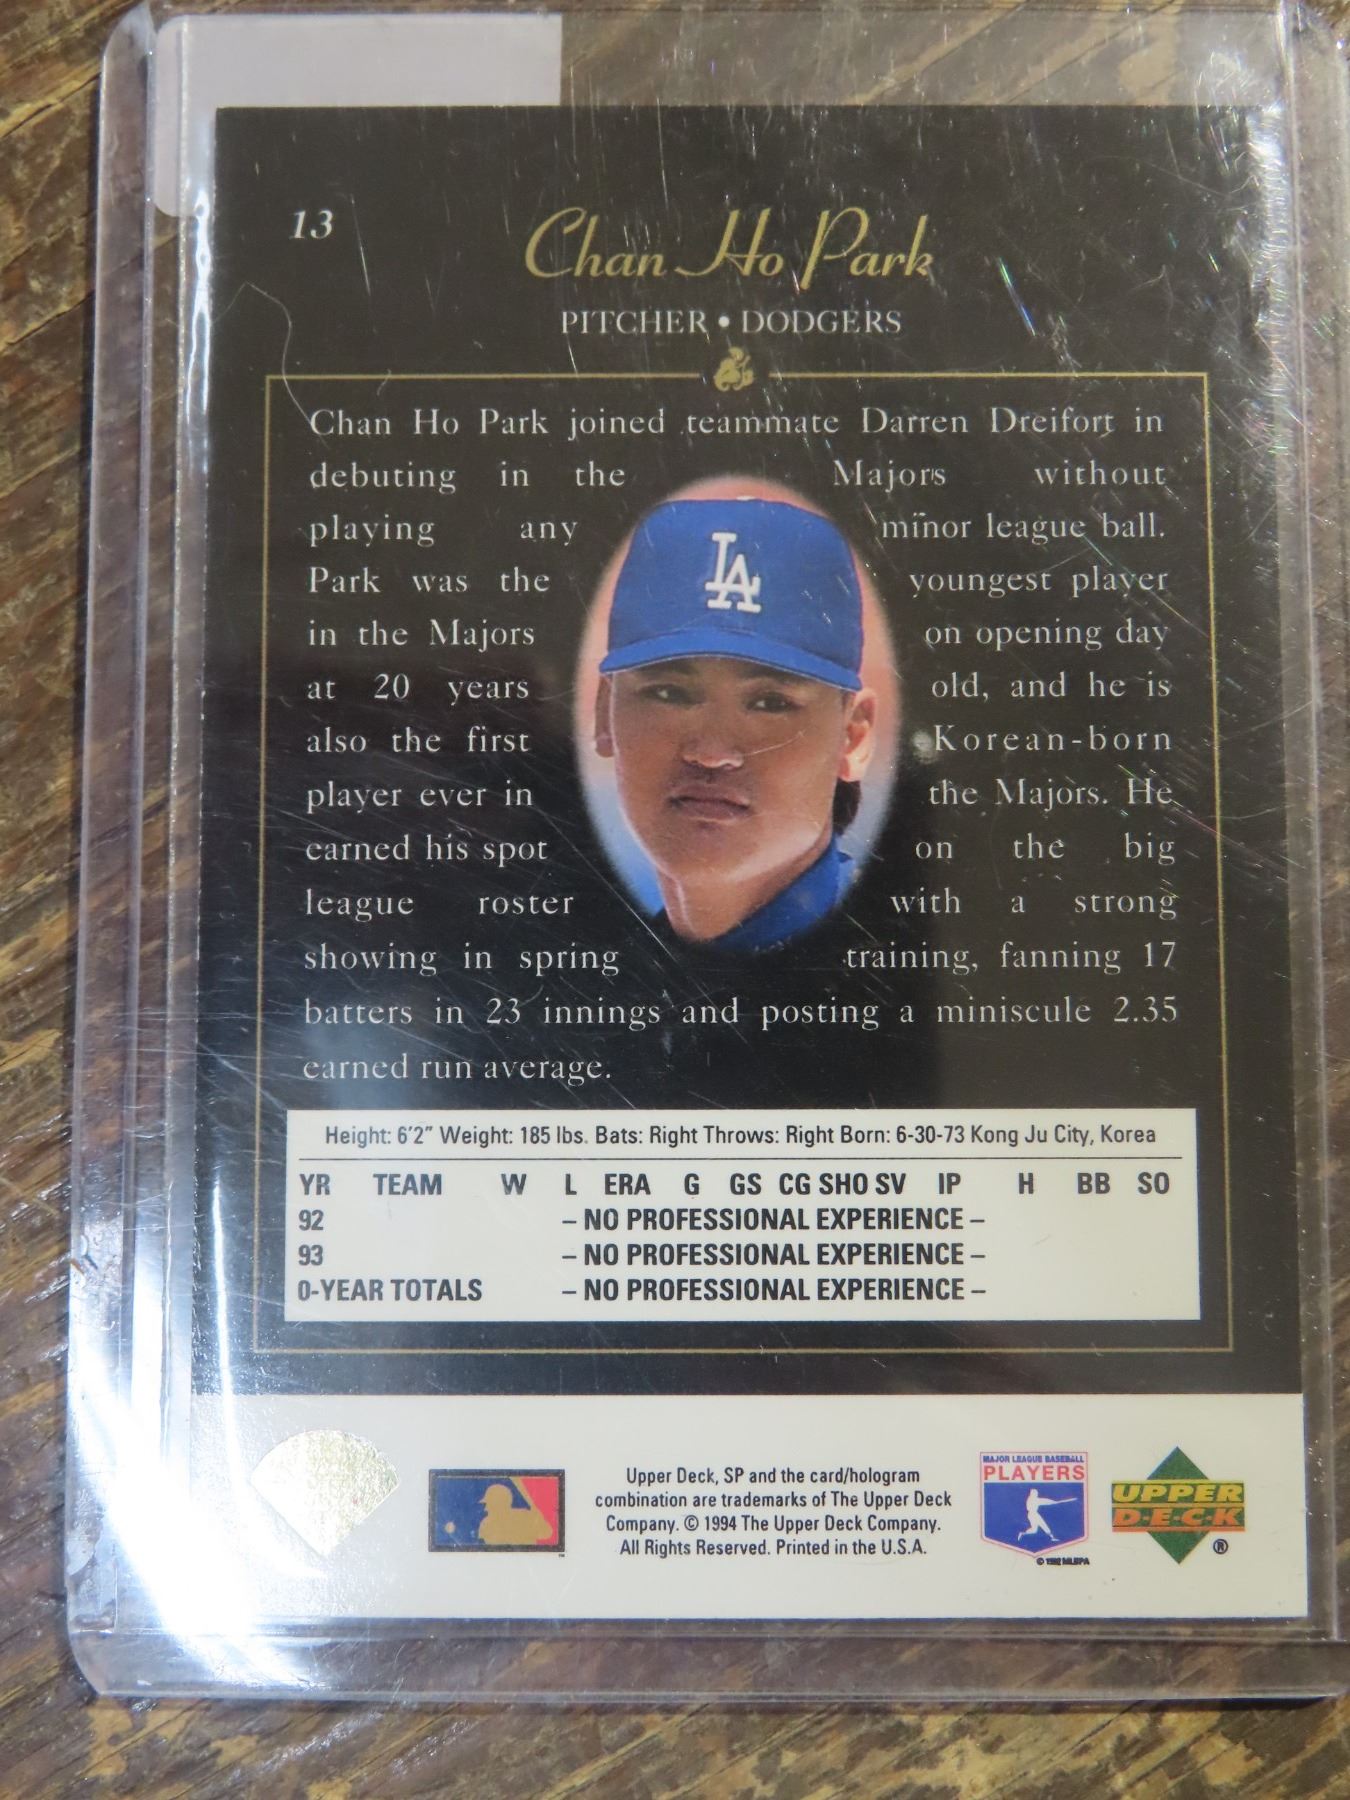 13
Chan Ho Park
PITCHER • DODGERS
Chan Ho Park joined teammate Darren Dreifort in
debuting in the Majors without
playing any minor league ball.
Park was the youngest player
in the Majors on opening day
at 20 years old, and he is
also the first Korean-born
player ever in the Majors. He
earned his spot on the big
league roster with a strong
showing in spring training, fanning 17
batters in 23 innings and posting a miniscule 2.35
earned run average.
LA
Height: 6'2" Weight: 185 lbs. Bats: Right Throws: Right Born: 6-30-73 Kong Ju City, Korea
YR TEAM W L ERA G GS CG SHO SV IP H BB SO
92 – NO PROFESSIONAL EXPERIENCE –
93 – NO PROFESSIONAL EXPERIENCE –
0-YEAR TOTALS – NO PROFESSIONAL EXPERIENCE –
Upper Deck, SP and the card/hologram
combination are trademarks of The Upper Deck
Company. © 1994 The Upper Deck Company.
All Rights Reserved. Printed in the U.S.A.
MAJOR LEAGUE BASEBALL
PLAYERS
© 1992 MLBPA
UPPER
D·E·C·K
®